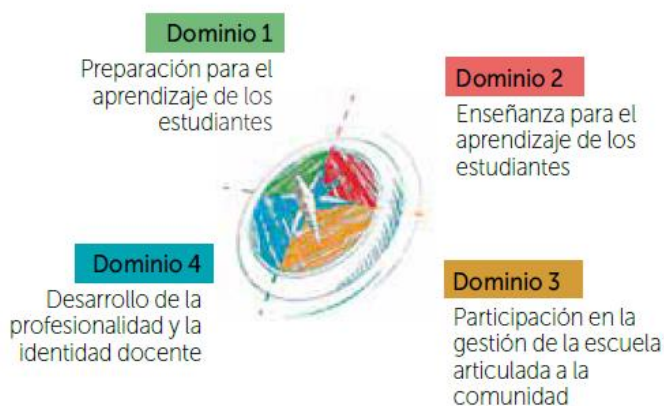 Dominio 1
Preparación para el
aprendizaje de los
estudiantes
Dominio 2
Enseñanza para el
aprendizaje de los
estudiantes
Dominio 4
Desarrollo de la
profesionalidad y la
identidad docente
Dominio 3
Participación en la
gestión de la escuela
articulada a la
comunidad